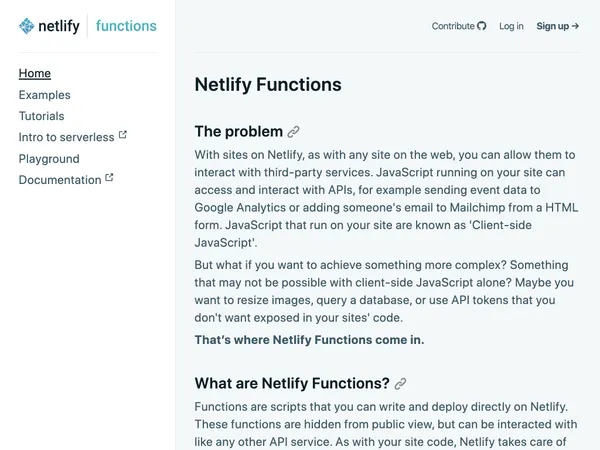 netlify functions
Contribute Log in Sign up →
Home
Examples
Tutorials
Intro to serverless
Playground
Documentation
Netlify Functions
The problem
With sites on Netlify, as with any site on the web, you can allow them to
interact with third-party services. JavaScript running on your site can
access and interact with APIs, for example sending event data to
Google Analytics or adding someone's email to Mailchimp from a HTML
form. JavaScript that run on your site are known as 'Client-side
JavaScript'.
But what if you want to achieve something more complex? Something
that may not be possible with client-side JavaScript alone? Maybe you
want to resize images, query a database, or use API tokens that you
don't want exposed in your sites' code.
That's where Netlify Functions come in.
What are Netlify Functions?
Functions are scripts that you can write and deploy directly on Netlify.
These functions are hidden from public view, but can be interacted with
like any other API service. As with your site code, Netlify takes care of